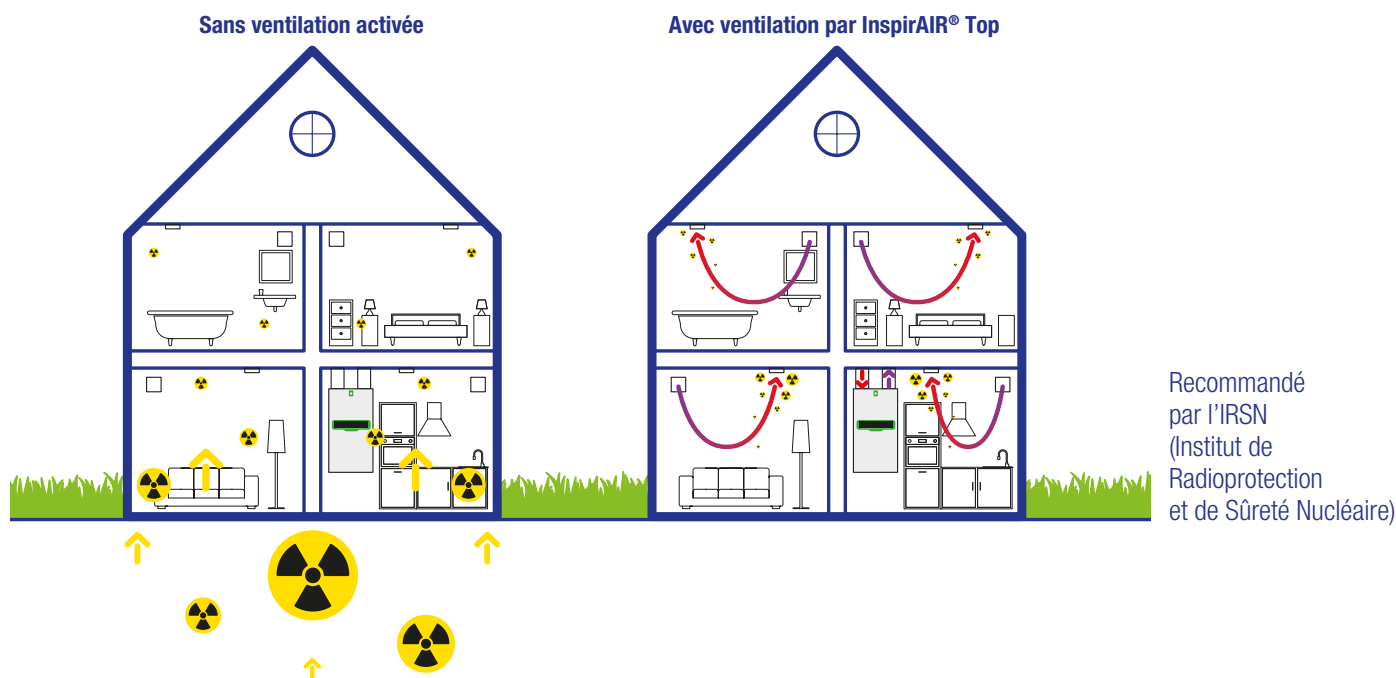 Sans ventilation activée
Avec ventilation par InspirAIR® Top
Recommandé
par l’IRSN
(Institut de
Radioprotection
et de Sûreté Nucléaire)